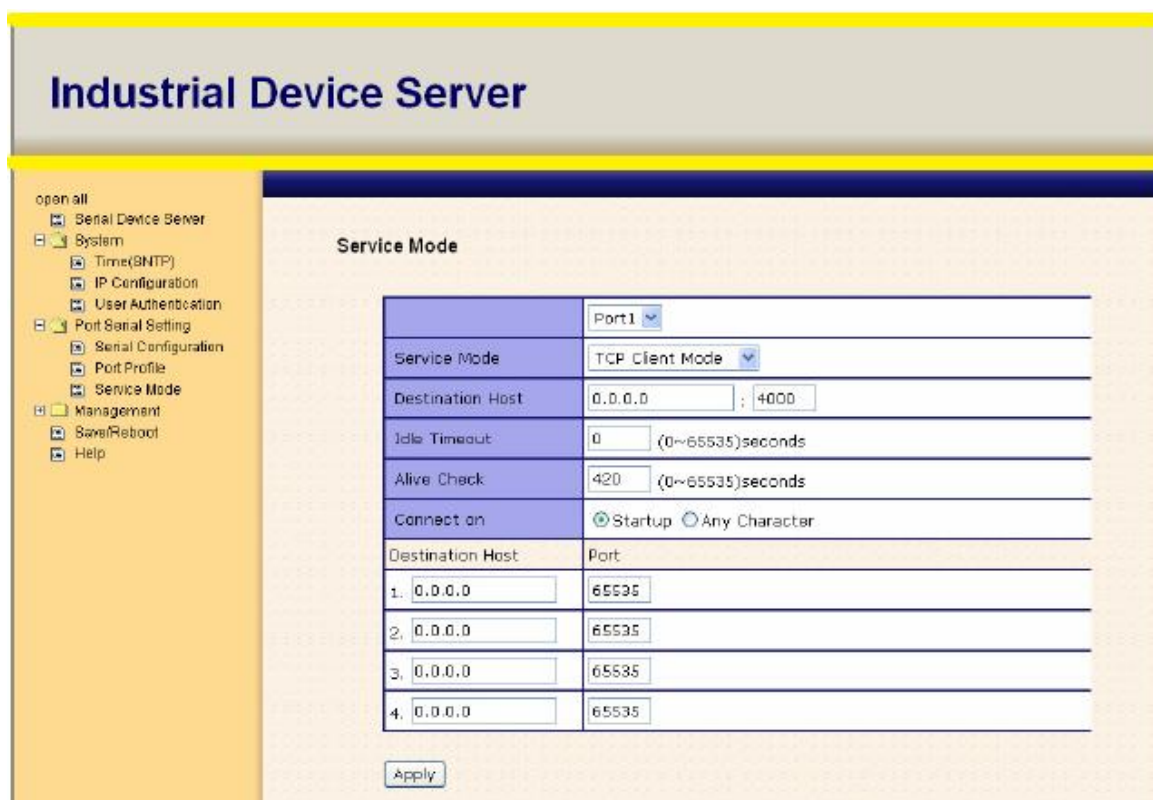 Industrial Device Server
open all
Serial Device Server
System
Time(SNTP)
IP Configuration
User Authentication
Port Serial Setting
Serial Configuration
Port Profile
Service Mode
Management
Save/Reboot
Help
Service Mode
Port1
Service Mode TCP Client Mode
Destination Host 0.0.0.0 : 4000
Idle Timeout 0 (0~65535)seconds
Alive Check 420 (0~65535)seconds
Connect on Startup Any Character
Destination Host Port
1. 0.0.0.0 65535
2. 0.0.0.0 65535
3. 0.0.0.0 65535
4. 0.0.0.0 65535
Apply